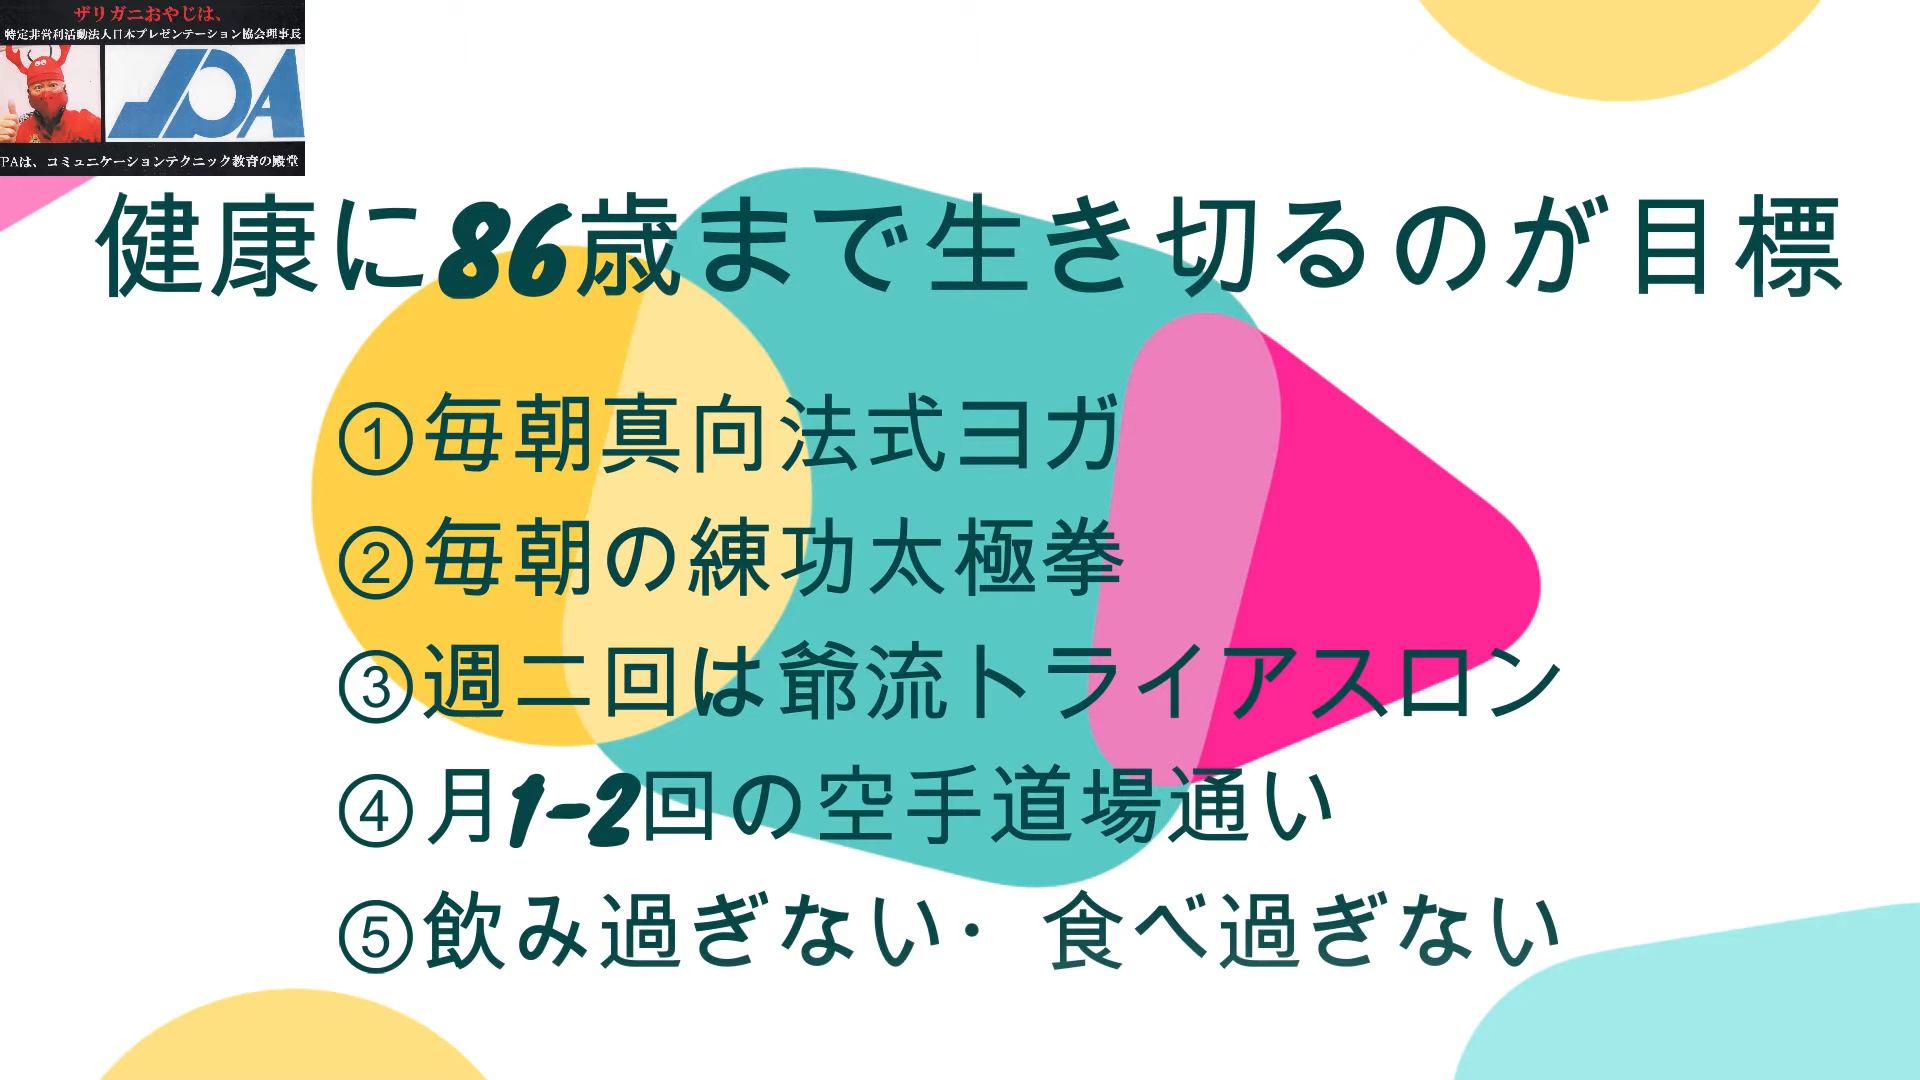 ザリガニおやじは、
特定非営利活動法人日本プレゼンテーション協会理事長
JPA
PAは、コミュニケーションテクニック教育の殿堂
健康に86歳まで生き切るのが目標
①毎朝真向法式ヨガ
②毎朝の練功太極拳
③週二回は爺流トライアスロン
④月1-2回の空手道場通い
⑤飲み過ぎない・食べ過ぎない